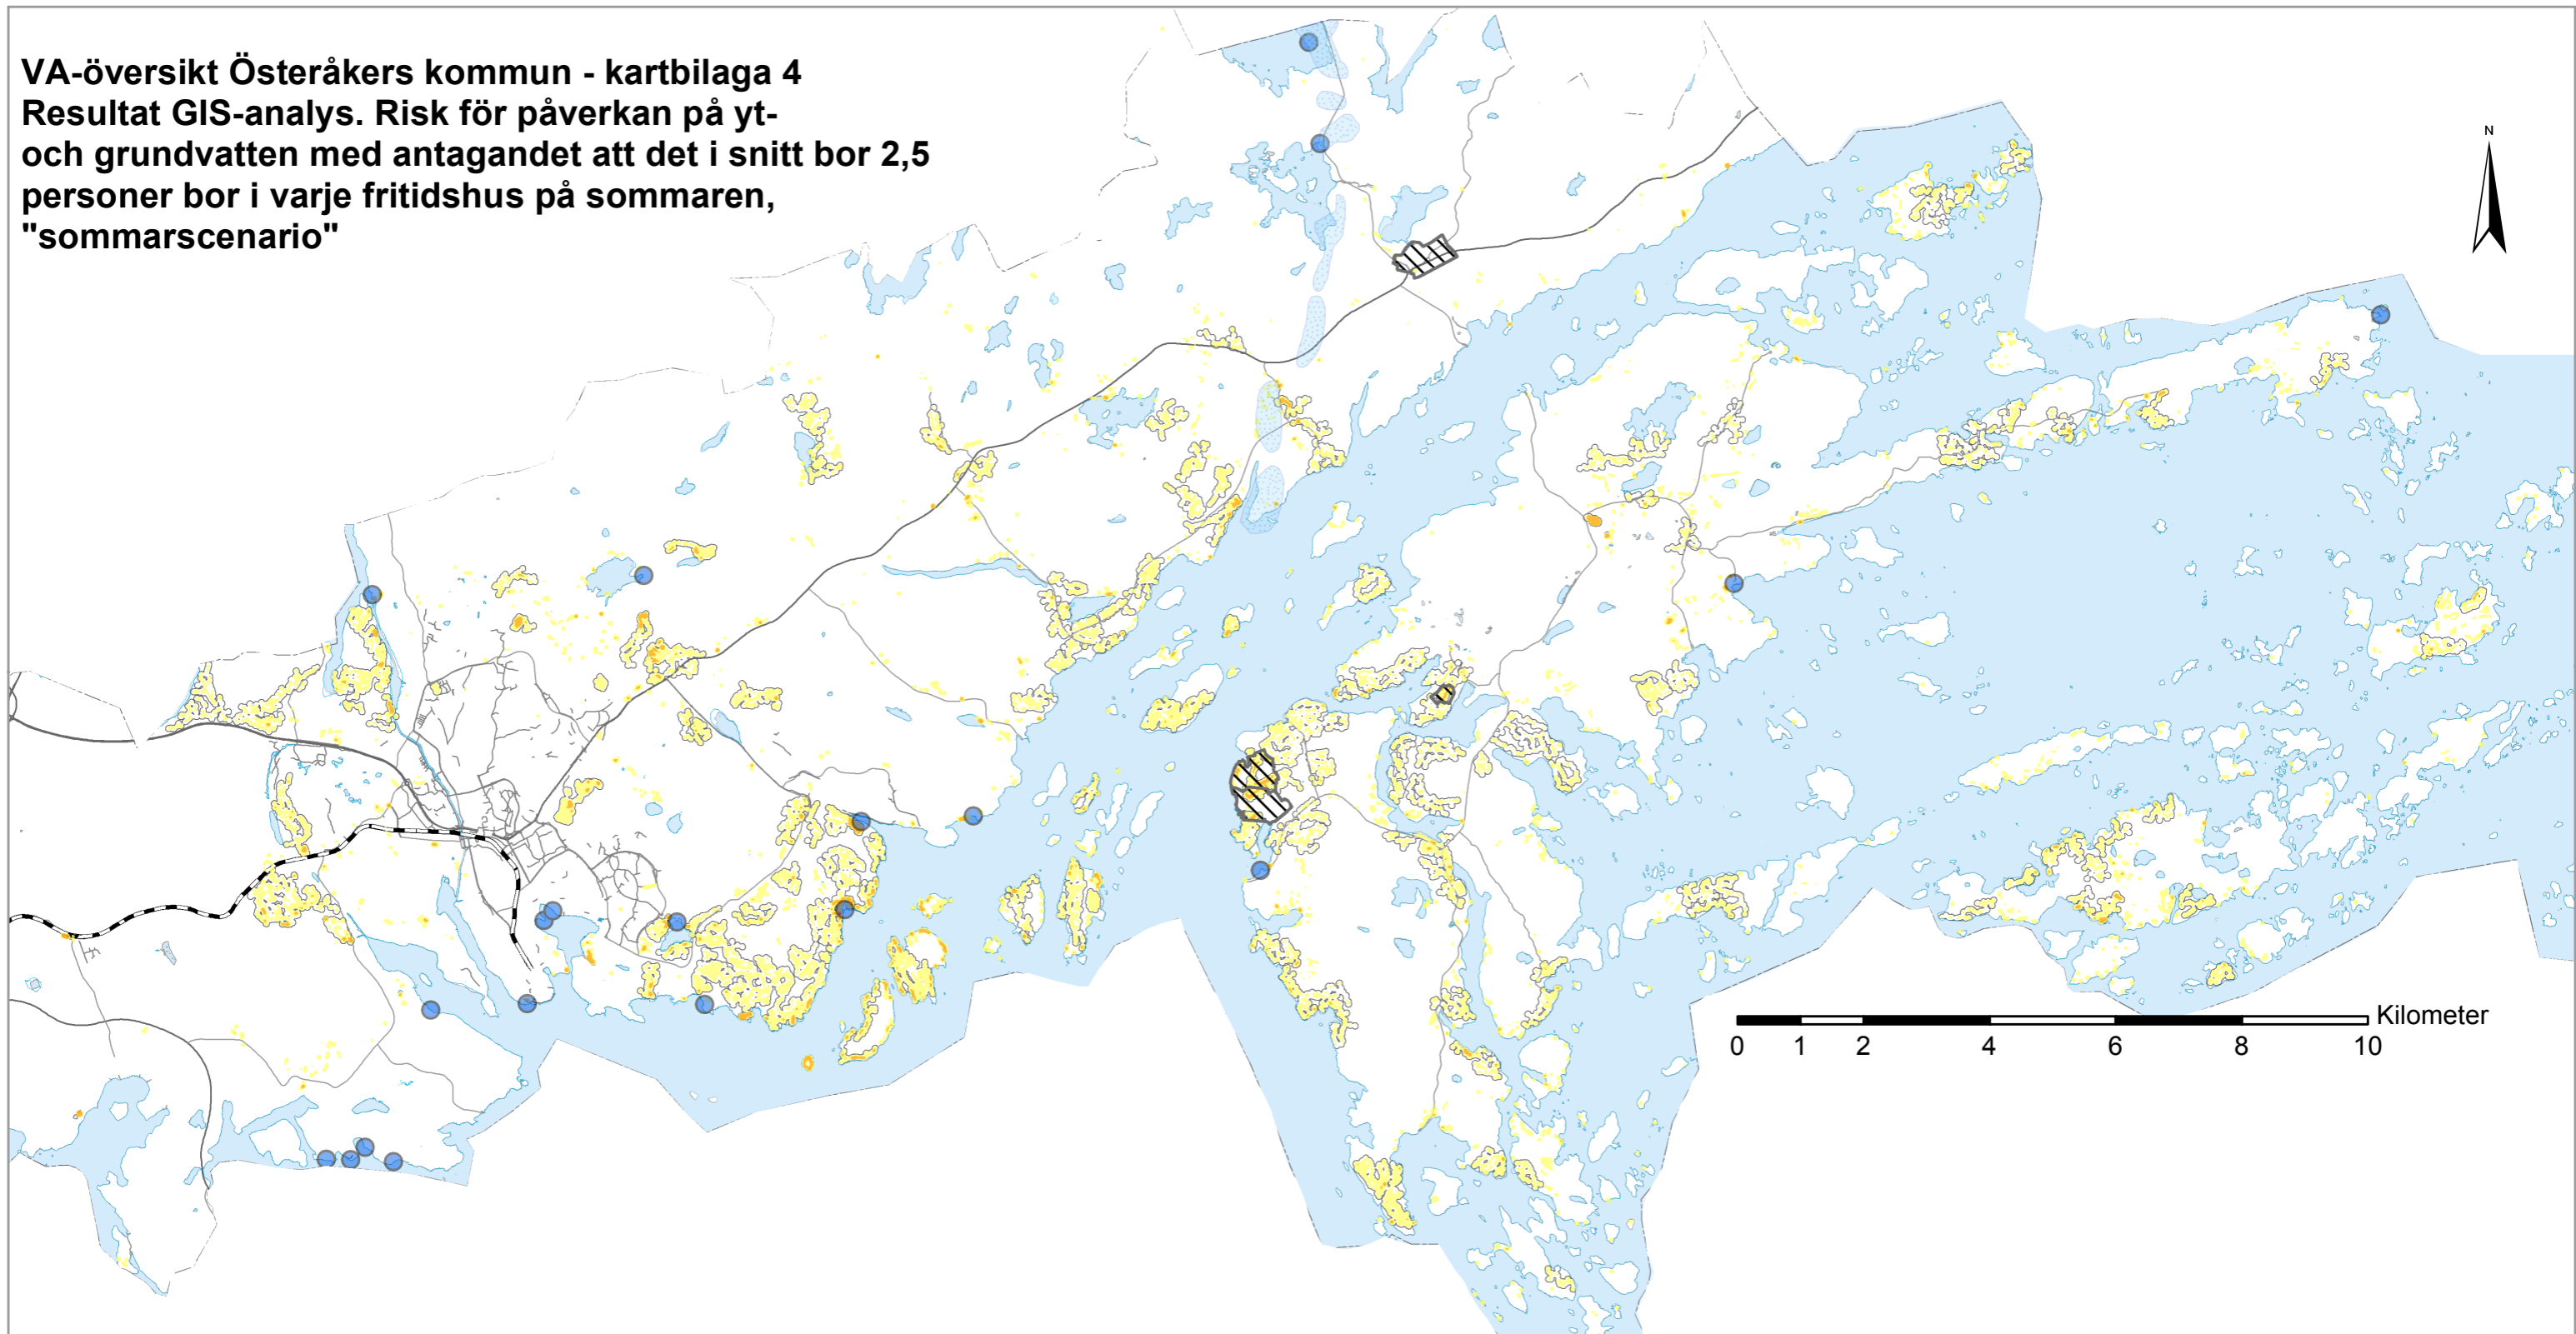 VA-översikt Österåkers kommun - kartbilaga 4
Resultat GIS-analys. Risk för påverkan på yt-
och grundvatten med antagandet att det i snitt bor 2,5
personer bor i varje fritidshus på sommaren,
"sommarscenario"
N
Kilometer
0 1 2 4 6 8 10